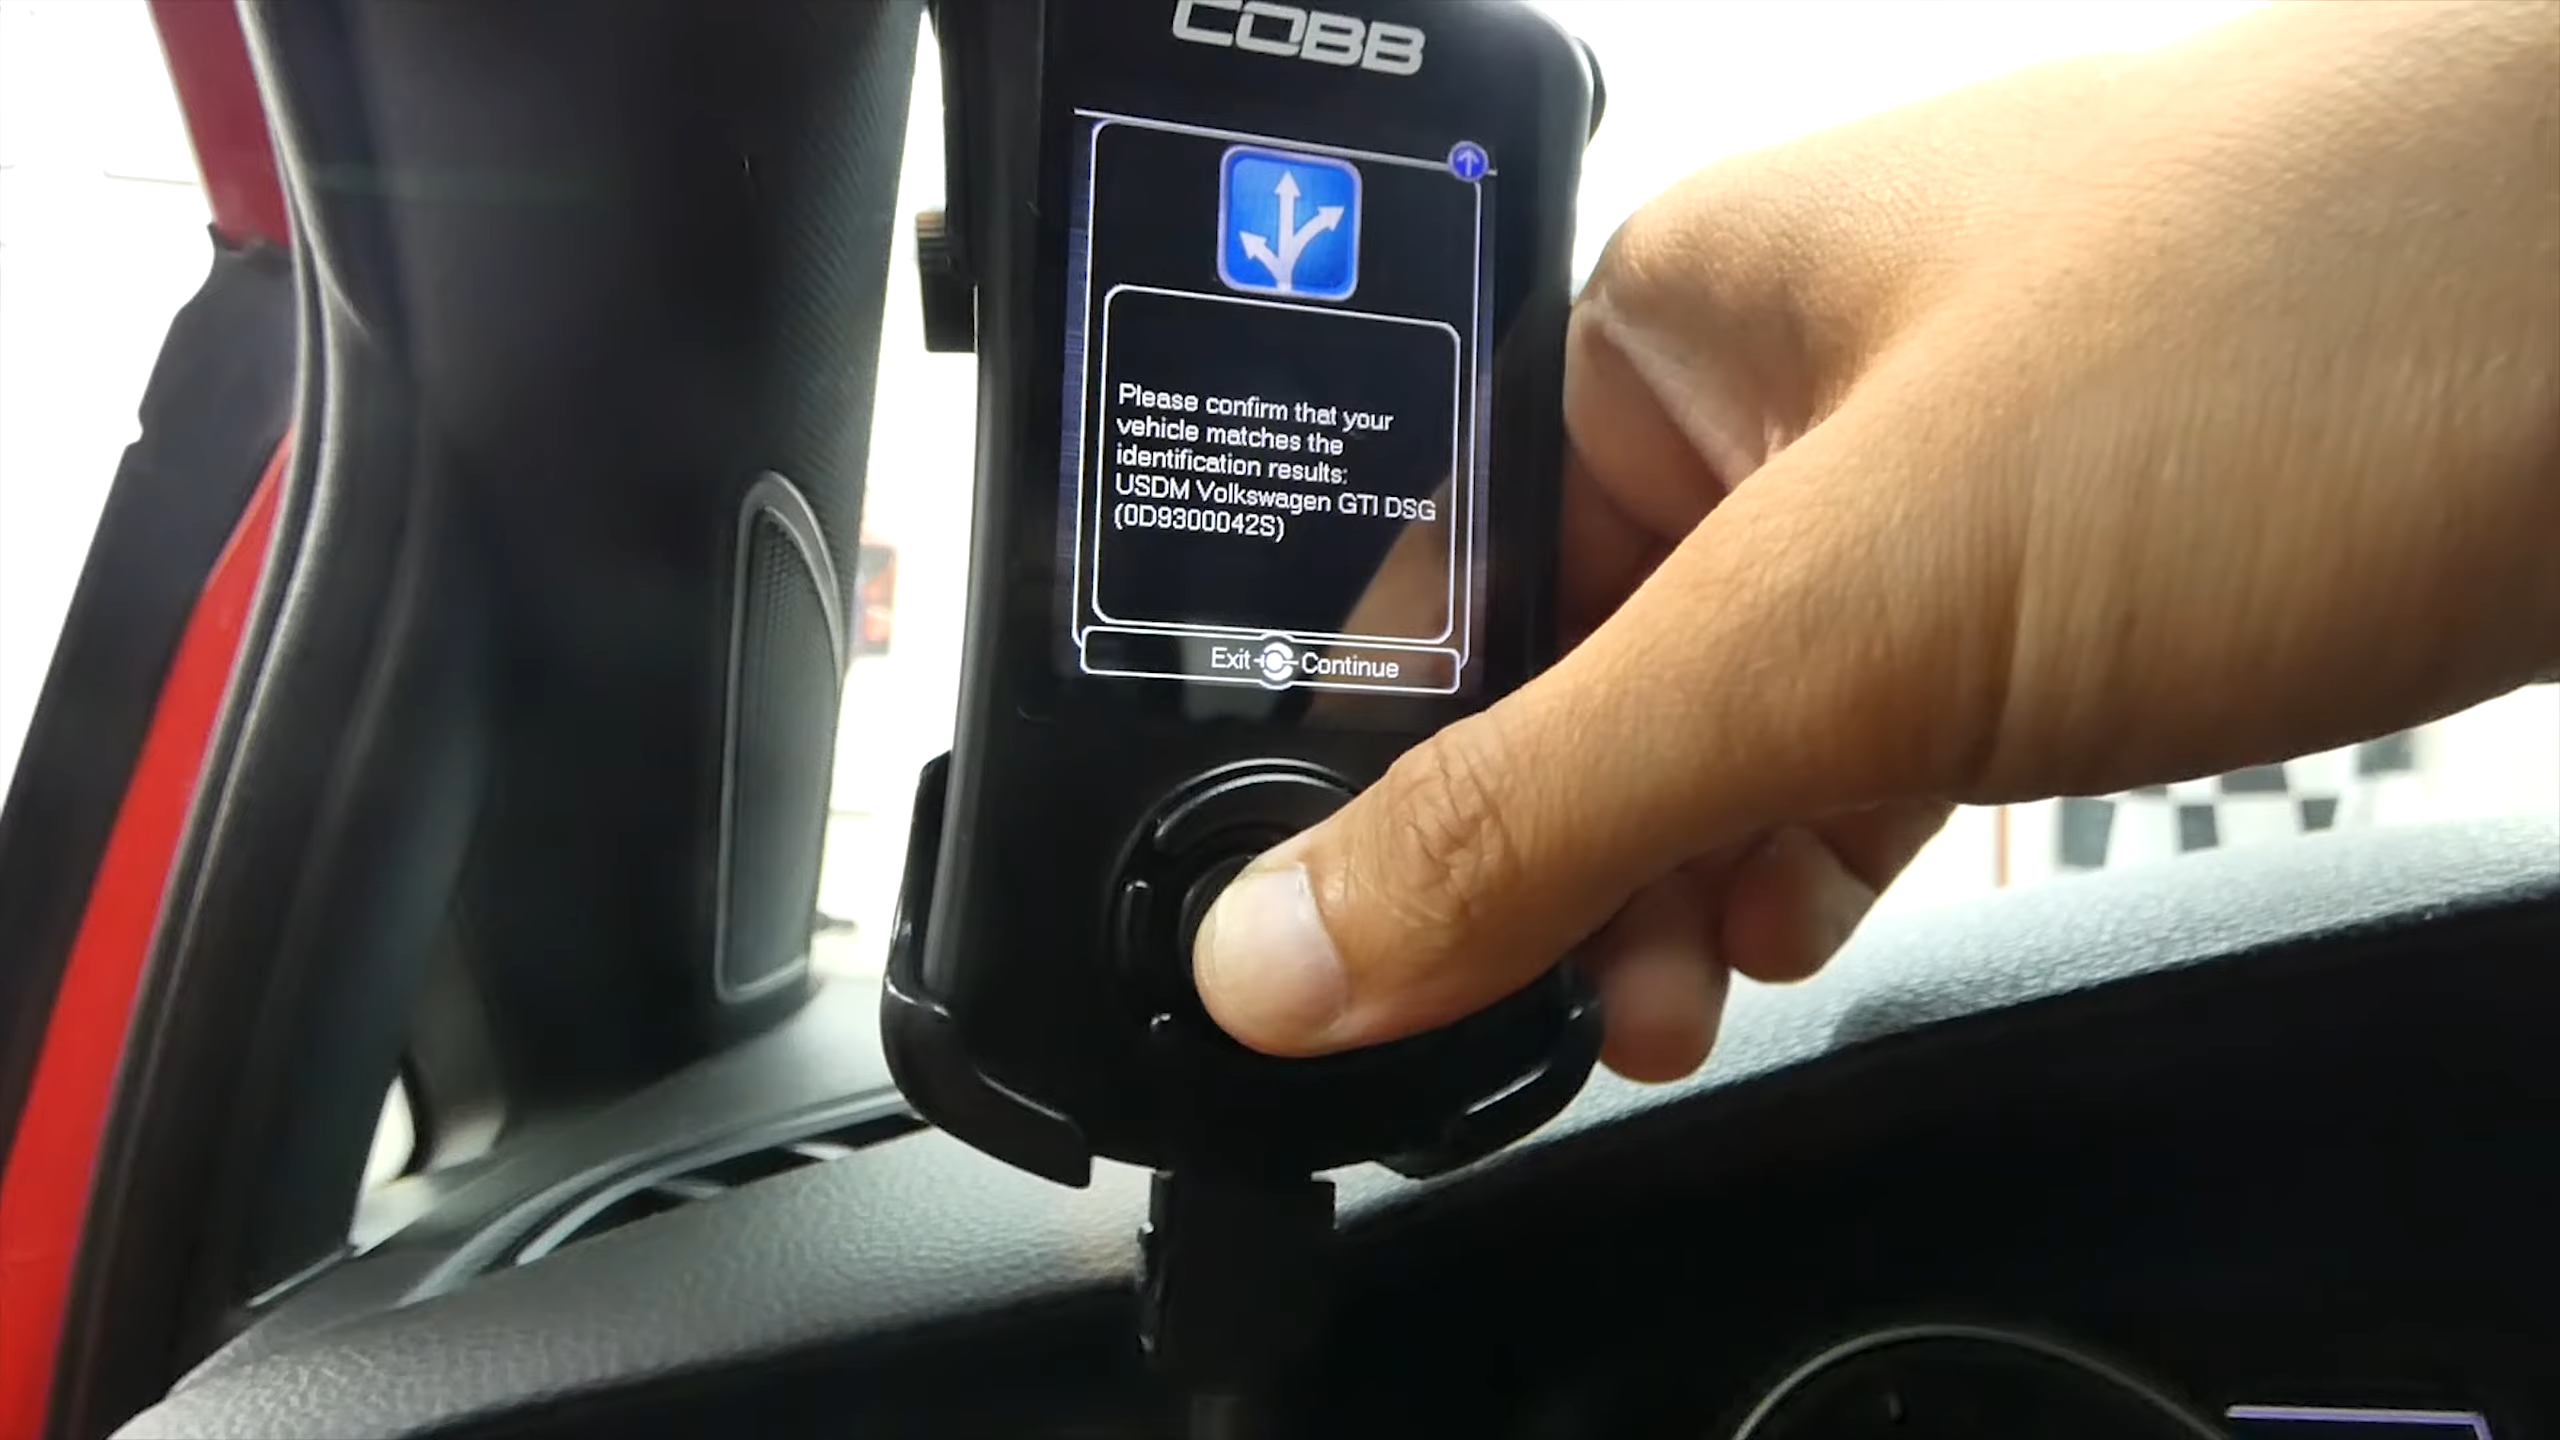 COBB
Please confirm that your
vehicle matches the
identification results:
USDM Volkswagen GTI DSG
(0D9300042S)
Exit Continue